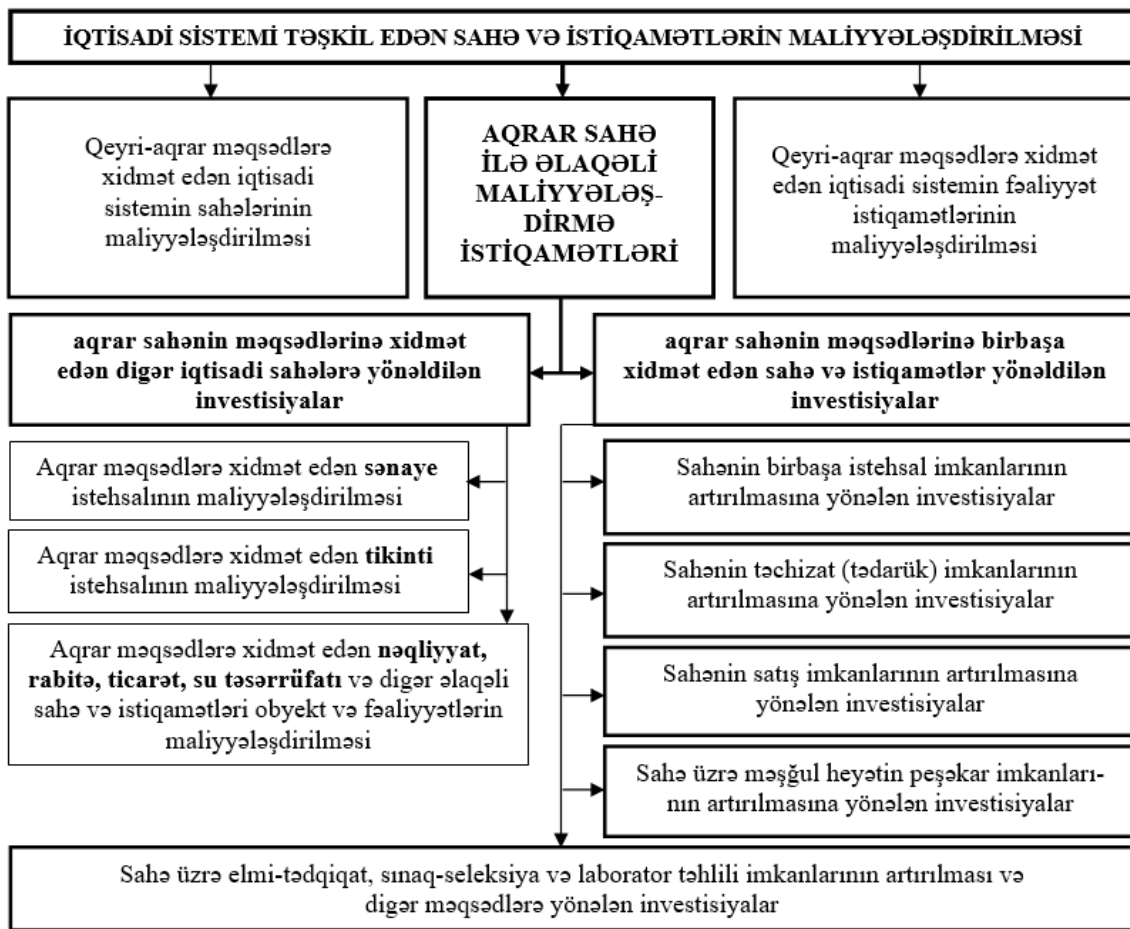 İQTİSADİ SİSTEMİ TƏŞKİL EDƏN SAHƏ VƏ İSTİQAMƏTLƏRİN MALİYYƏLƏŞDİRİLMƏSİ
Qeyri-aqrar məqsədlərə
xidmət edən iqtisadi
sistemin sahələrinin
maliyyələşdirilməsi
AQRAR SAHƏ
İLƏ ƏLAQƏLİ
MALİYYƏLƏŞ-
DİRMƏ
İSTİQAMƏTLƏRİ
Qeyri-aqrar məqsədlərə xidmət
edən iqtisadi sistemin fəaliyyət
istiqamətlərinin
maliyyələşdirilməsi
aqrar sahənin məqsədlərinə xidmət
edən digər iqtisadi sahələrə yönəldilən
investisiyalar
aqrar sahənin məqsədlərinə birbaşa
xidmət edən sahə və istiqamətlər yönəldilən
investisiyalar
Aqrar məqsədlərə xidmət edən sənaye
istehsalının maliyyələşdirilməsi
Aqrar məqsədlərə xidmət edən tikinti
istehsalının maliyyələşdirilməsi
Aqrar məqsədlərə xidmət edən nəqliyyat,
rabitə, ticarət, su təsərrüfatı və digər əlaqəli
sahə və istiqamətləri obyekt və fəaliyyətlərin
maliyyələşdirilməsi
Sahənin birbaşa istehsal imkanlarının
artırılmasına yönələn investisiyalar
Sahənin təchizat (tədarük) imkanlarının
artırılmasına yönələn investisiyalar
Sahənin satış imkanlarının artırılmasına
yönələn investisiyalar
Sahə üzrə məşğul heyətin peşəkar imkanları-
nın artırılmasına yönələn investisiyalar
Sahə üzrə elmi-tədqiqat, sınaq-seleksiya və laborator təhlili imkanlarının artırılması və
digər məqsədlərə yönələn investisiyalar